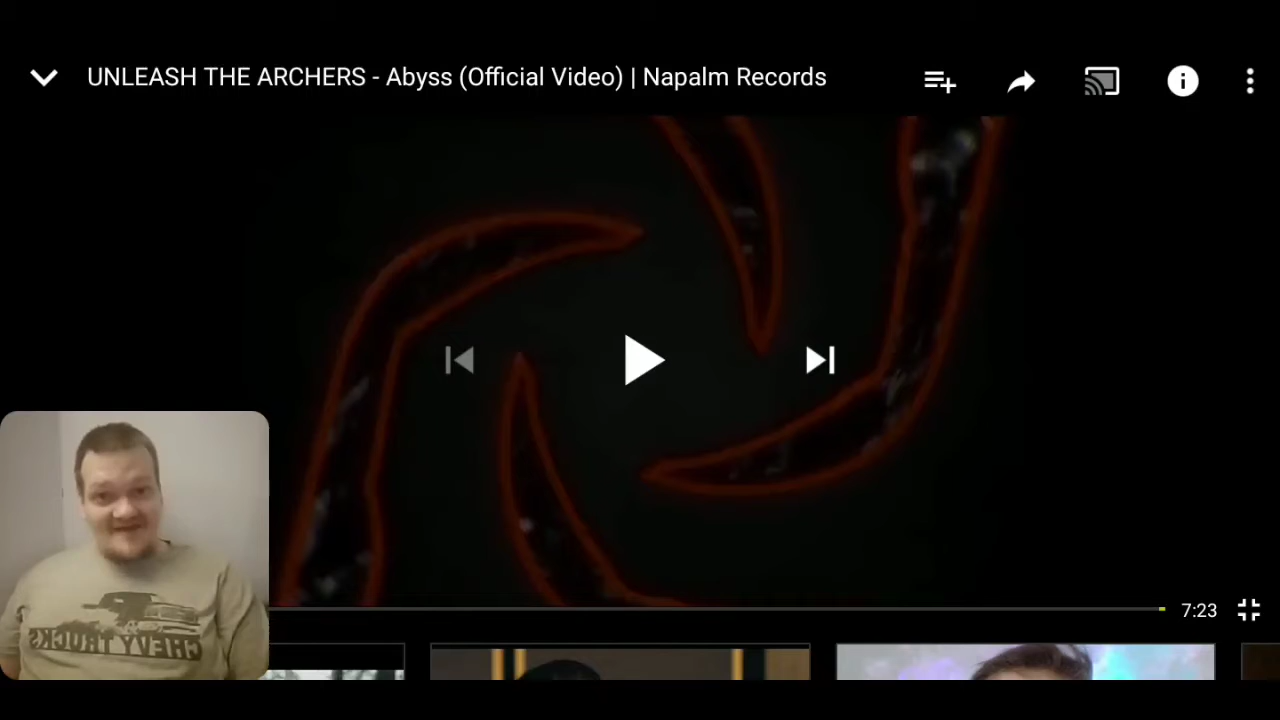 UNLEASH THE ARCHERS - Abyss (Official Video) | Napalm Records
7:23
CHEVY TRUCKS